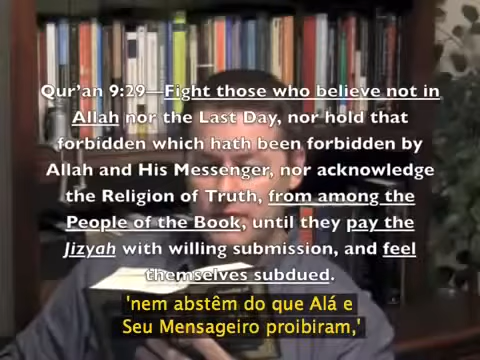 Qur'an 9:29—Fight those who believe not in
Allah nor the Last Day, nor hold that
forbidden which hath been forbidden by
Allah and His Messenger, nor acknowledge
the Religion of Truth, from among the
People of the Book, until they pay the
Jizyah with willing submission, and feel
themselves subdued.
'nem abstêm do que Alá e
Seu Mensageiro proibiram,'